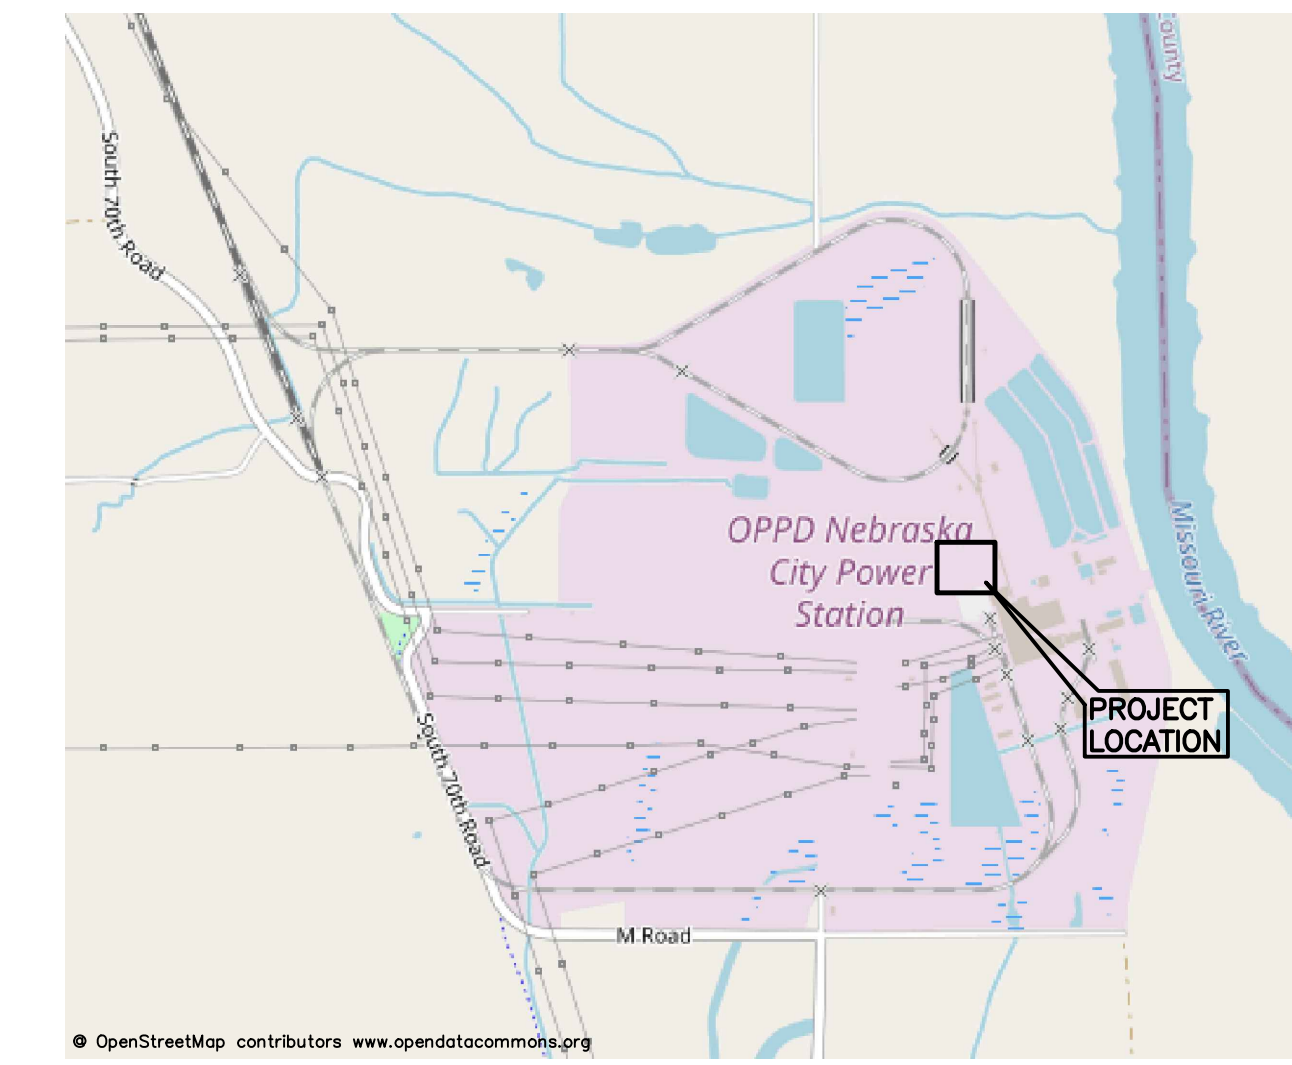 County
South 70th Road
OPPD Nebraska
City Power
Station
Missouri River
PROJECT
LOCATION
South 70th Road
M Road
@ OpenStreetMap contributors www.opendatacommons.org